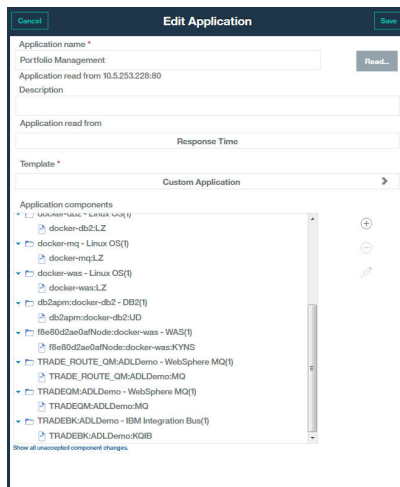 Cancel
Edit Application
Save
Application name *
Portfolio Management
Read...
Application read from 10.5.253.228:80
Description
Application read from
Response Time
Template *
Custom Application
Application components
docker-db2 - Linux OS(1)
docker-db2:LZ
docker-mq - Linux OS(1)
docker-mq:LZ
docker-was - Linux OS(1)
docker-was:LZ
db2apm:docker-db2 - DB2(1)
db2apm:docker-db2:UD
f8e80d2ae0afNode:docker-was - WAS(1)
f8e80d2ae0afNode:docker-was:KYNS
TRADE_ROUTE_QM:ADLDemo - WebSphere MQ(1)
TRADE_ROUTE_QM:ADLDemo:MQ
TRADEQM:ADLDemo - WebSphere MQ(1)
TRADEQM:ADLDemo:MQ
TRADEBK:ADLDemo - IBM Integration Bus(1)
TRADEBK:ADLDemo:KQIB
Show all unaccepted component changes.